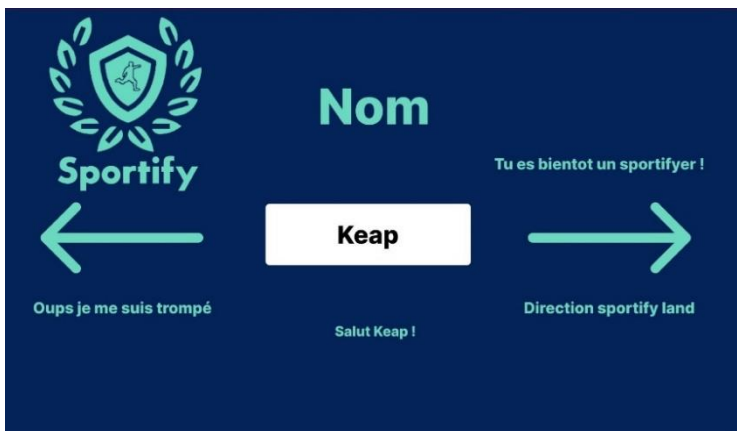 Sportify
Nom
Tu es bientot un sportifyer !
Keap
Oups je me suis trompé
Direction sportify land
Salut Keap !